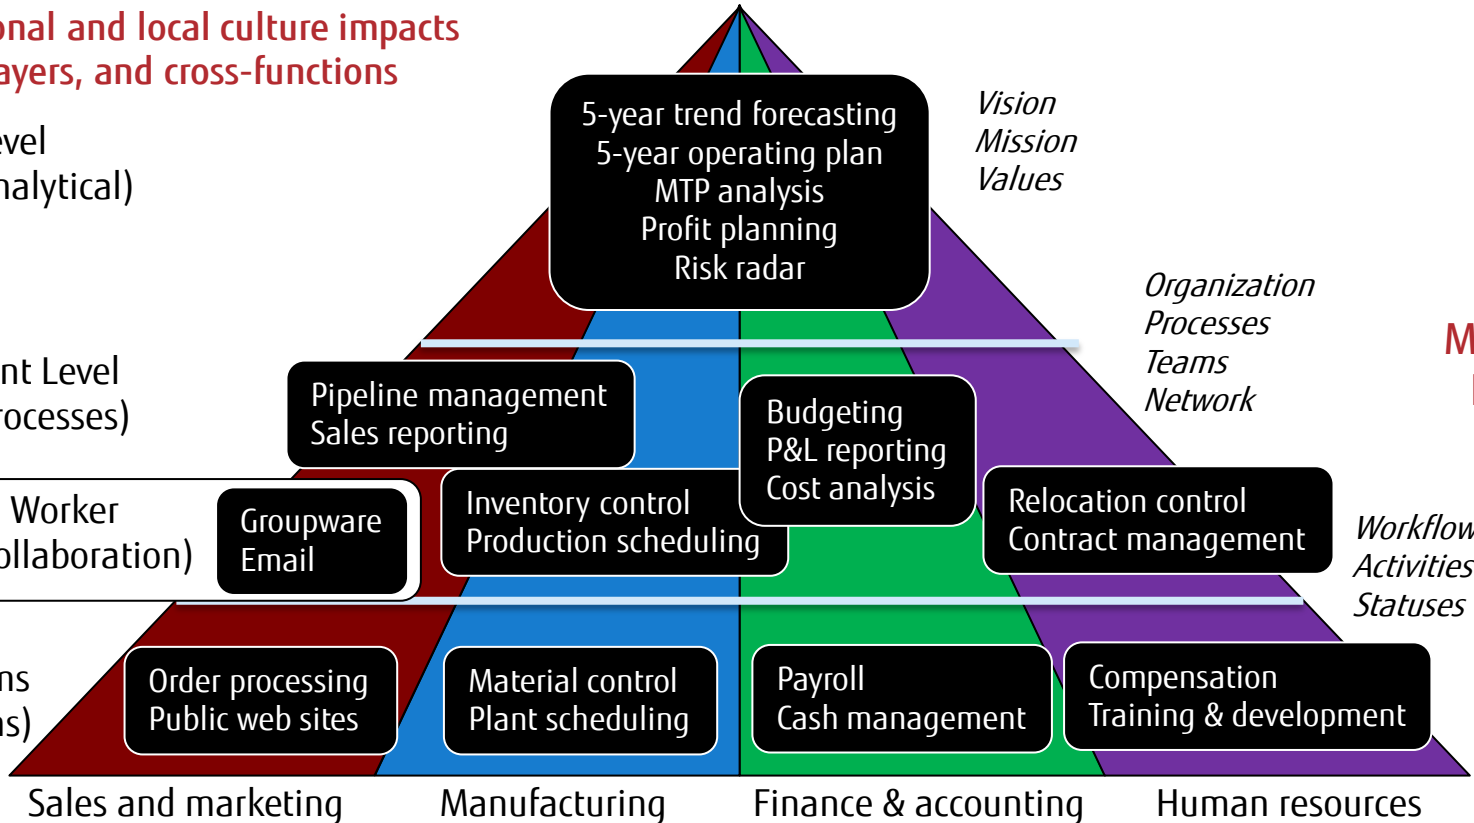 onal and local culture impacts
ayers, and cross-functions
evel
nalytical)
5-year trend forecasting
5-year operating plan
MTP analysis
Profit planning
Risk radar
Vision
Mission
Values
Organization
Processes
Teams
Network
M
nt Level
rocesses)
Pipeline management
Sales reporting
Budgeting
P&L reporting
Cost analysis
Worker
ollaboration)
Groupware
Email
Inventory control
Production scheduling
Relocation control
Contract management
Workflow
Activities
Statuses
ns
ns)
Order processing
Public web sites
Material control
Plant scheduling
Payroll
Cash management
Compensation
Training & development
Sales and marketing
Manufacturing
Finance & accounting
Human resources